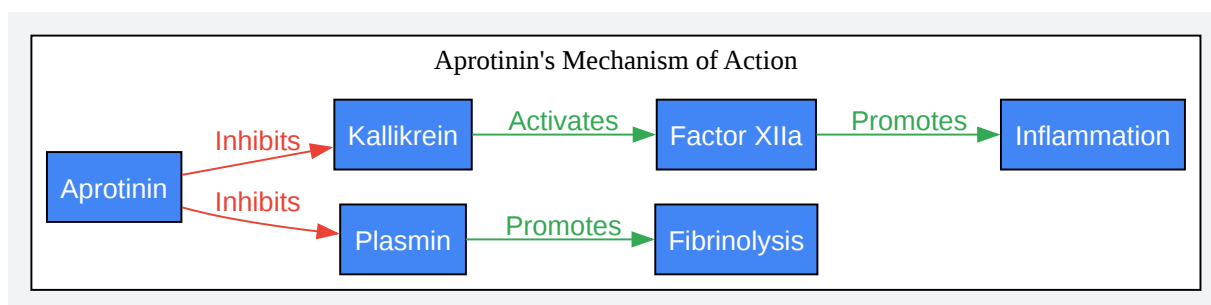 Aprotinin's Mechanism of Action
Aprotinin
Inhibits
Kallikrein
Activates
Factor XIIa
Promotes
Inflammation
Inhibits
Plasmin
Promotes
Fibrinolysis